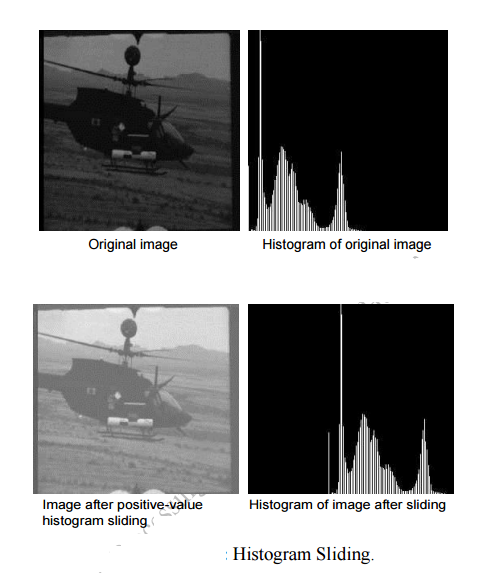 Original image
Histogram of original image
Image after positive-value
histogram sliding
Histogram of image after sliding
: Histogram Sliding.